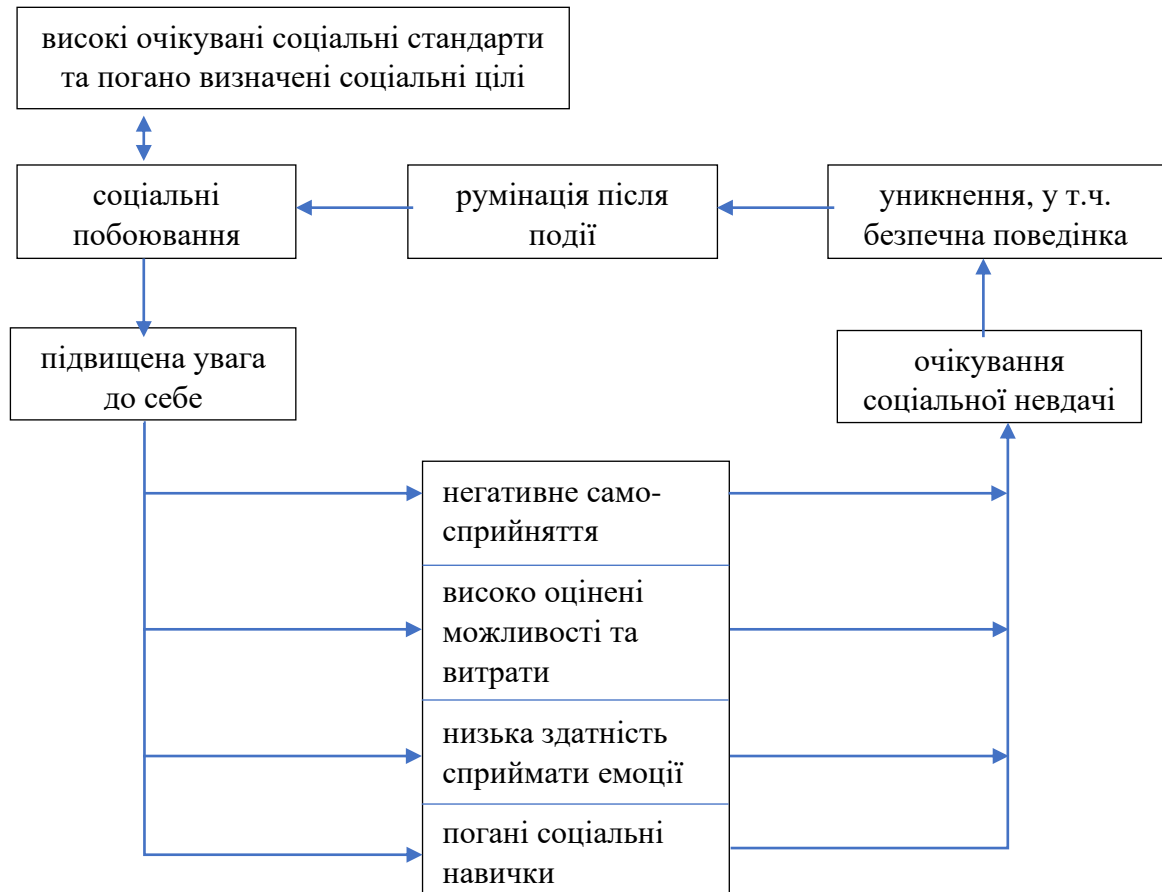 високі очікувані соціальні стандарти
та погано визначені соціальні цілі
соціальні
побоювання
румінація після
події
уникнення, у т.ч.
безпечна поведінка
підвищена увага
до себе
очікування
соціальної невдачі
негативне само-
сприйняття
високо оцінені
можливості та
витрати
низька здатність
сприймати емоції
погані соціальні
навички